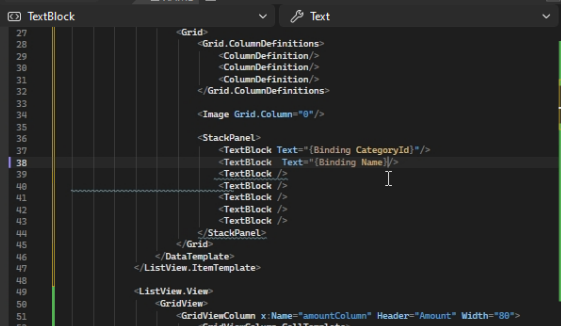 TextBlock
Text
27 <Grid>
28 <Grid.ColumnDefinitions>
29 <ColumnDefinition/>
30 <ColumnDefinition/>
31 <ColumnDefinition/>
32 </Grid.ColumnDefinitions>
33
34 <Image Grid.Column="0"/>
35
36 <StackPanel>
37 <TextBlock Text="{Binding CategoryId}"/>
38 <TextBlock Text="{Binding Name}/>
39 <TextBlock />
40 <TextBlock />
41 <TextBlock />
42 <TextBlock />
43 <TextBlock />
44 </StackPanel>
45 </Grid>
46 </DataTemplate>
47 </ListView.ItemTemplate>
48
49 <ListView.View>
50 <GridView>
51 <GridViewColumn x:Name="amountColumn" Header="Amount" Width="80">